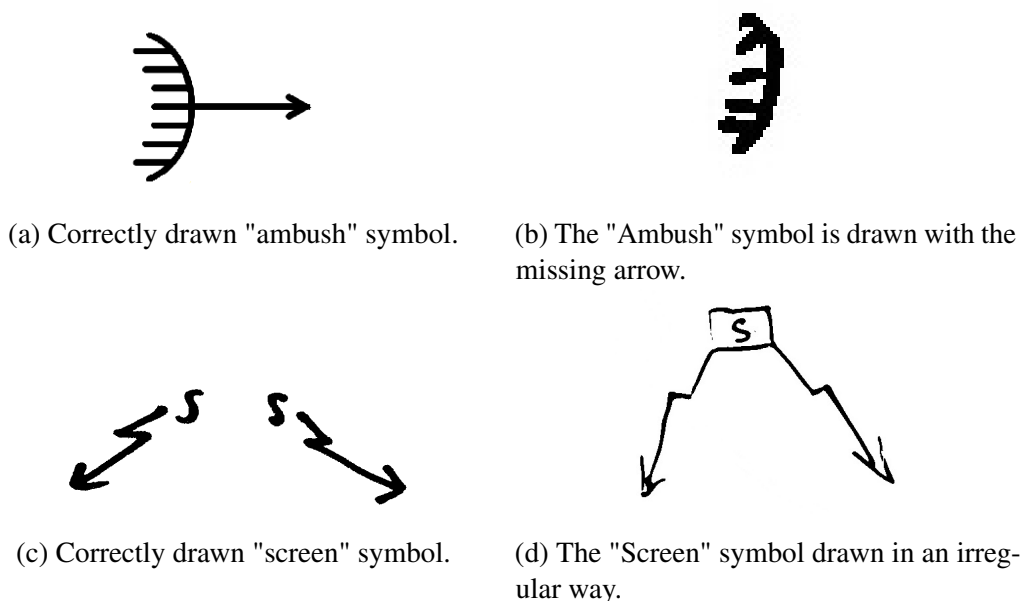 (a) Correctly drawn "ambush" symbol.
(b) The "Ambush" symbol is drawn with the
missing arrow.
S
S S
(c) Correctly drawn "screen" symbol.
(d) The "Screen" symbol drawn in an irreg-
ular way.